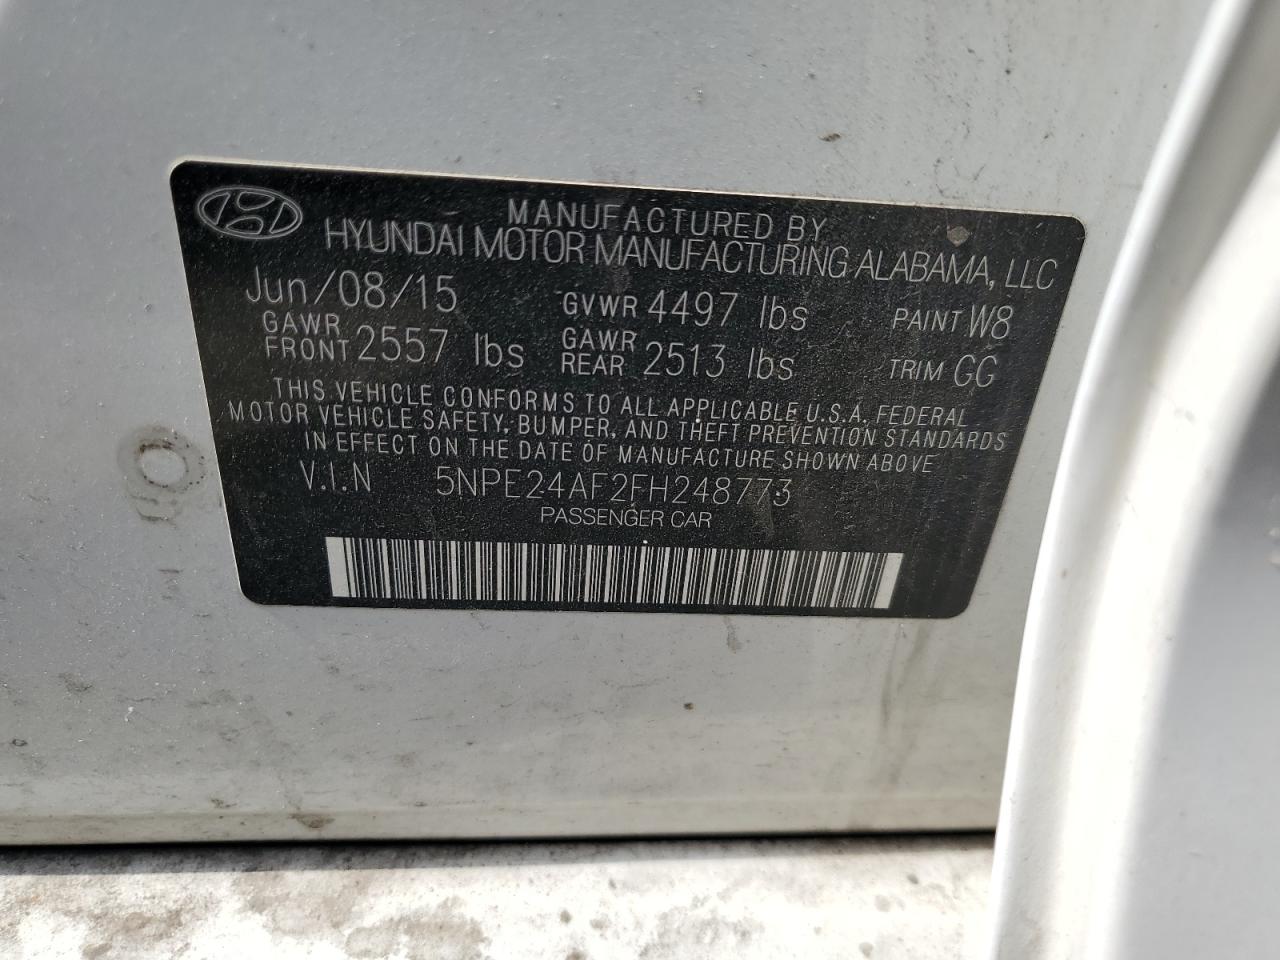 MANUFACTURED BY
HYUNDAI MOTOR MANUFACTURING ALABAMA, LLC
Jun/08/15 GVWR 4497 lbs PAINT W8
GAWR FRONT 2557 lbs GAWR REAR 2513 lbs TRIM GG
THIS VEHICLE CONFORMS TO ALL APPLICABLE U.S.A. FEDERAL
MOTOR VEHICLE SAFETY, BUMPER, AND THEFT PREVENTION STANDARDS
IN EFFECT ON THE DATE OF MANUFACTURE SHOWN ABOVE
V.I.N 5NPE24AF2FH248773
PASSENGER CAR